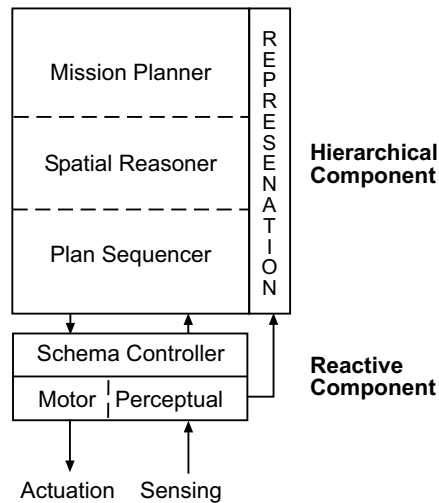 Mission Planner
Spatial Reasoner
Plan Sequencer
REPRESENATION
Hierarchical
Component
Schema Controller
Motor
Perceptual
Reactive
Component
Actuation
Sensing